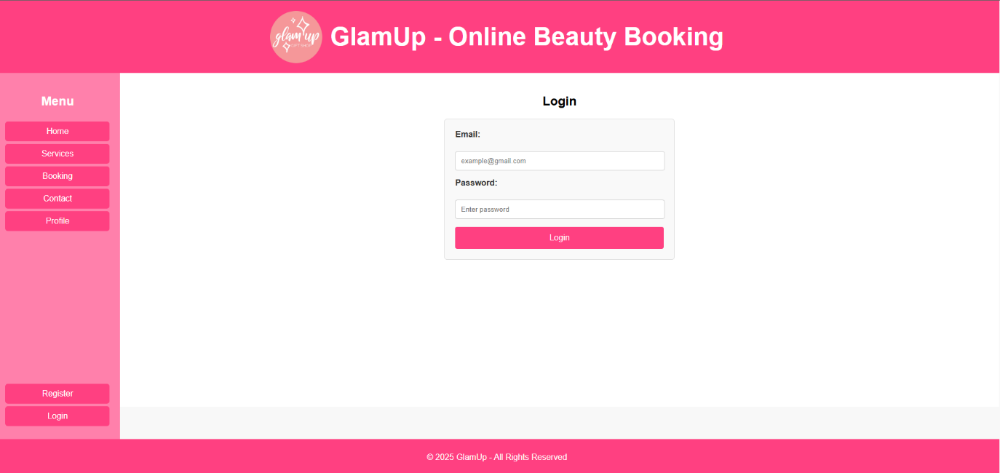 glam up
GIFT SHOP
GlamUp - Online Beauty Booking
Menu
Home
Services
Booking
Contact
Profile
Register
Login
Login
Email:
example@gmail.com
Password:
Enter password
Login
© 2025 GlamUp - All Rights Reserved